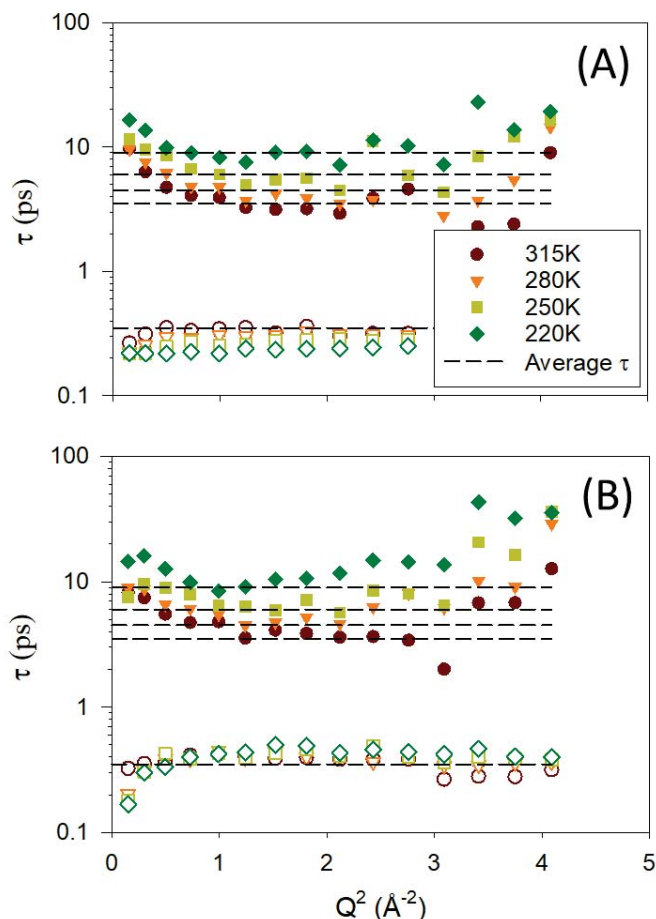 100
(A)
10
τ (ps)
1
315K
280K
250K
220K
Average τ
0.1
100
(B)
10
τ (ps)
1
0.1
0 1 2 3 4 5
Q² (Å⁻²)